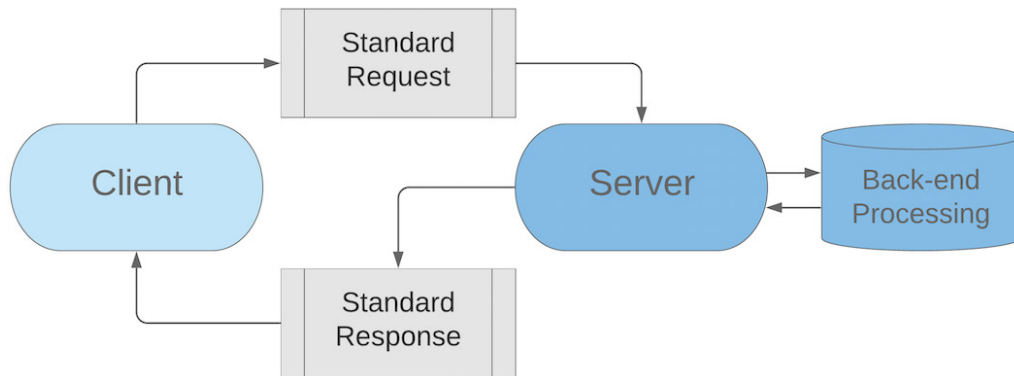 Standard
Request
Client
Server
Back-end
Processing
Standard
Response